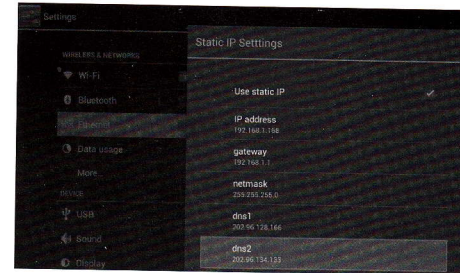 Settings
Static IP Setttings
WIRELESS & NETWORKS
Wi-Fi
Use static IP
Bluetooth
IP address
192.168.1.168
Ethernet
gateway
192.168.1.1
Data usage
netmask
255.255.255.0
More...
DEVICE
dns1
202.96.128.166
USB
Sound
dns2
202.96.134.133
Display